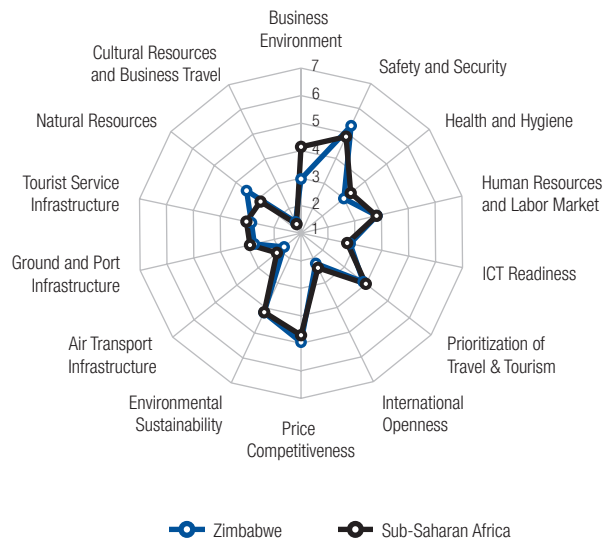 Business
Environment
Safety and Security
Health and Hygiene
Human Resources
and Labor Market
ICT Readiness
Prioritization of
Travel & Tourism
International
Openness
Price
Competitiveness
Environmental
Sustainability
Air Transport
Infrastructure
Ground and Port
Infrastructure
Tourist Service
Infrastructure
Natural Resources
Cultural Resources
and Business Travel
7
6
5
4
3
2
1
Zimbabwe
Sub-Saharan Africa